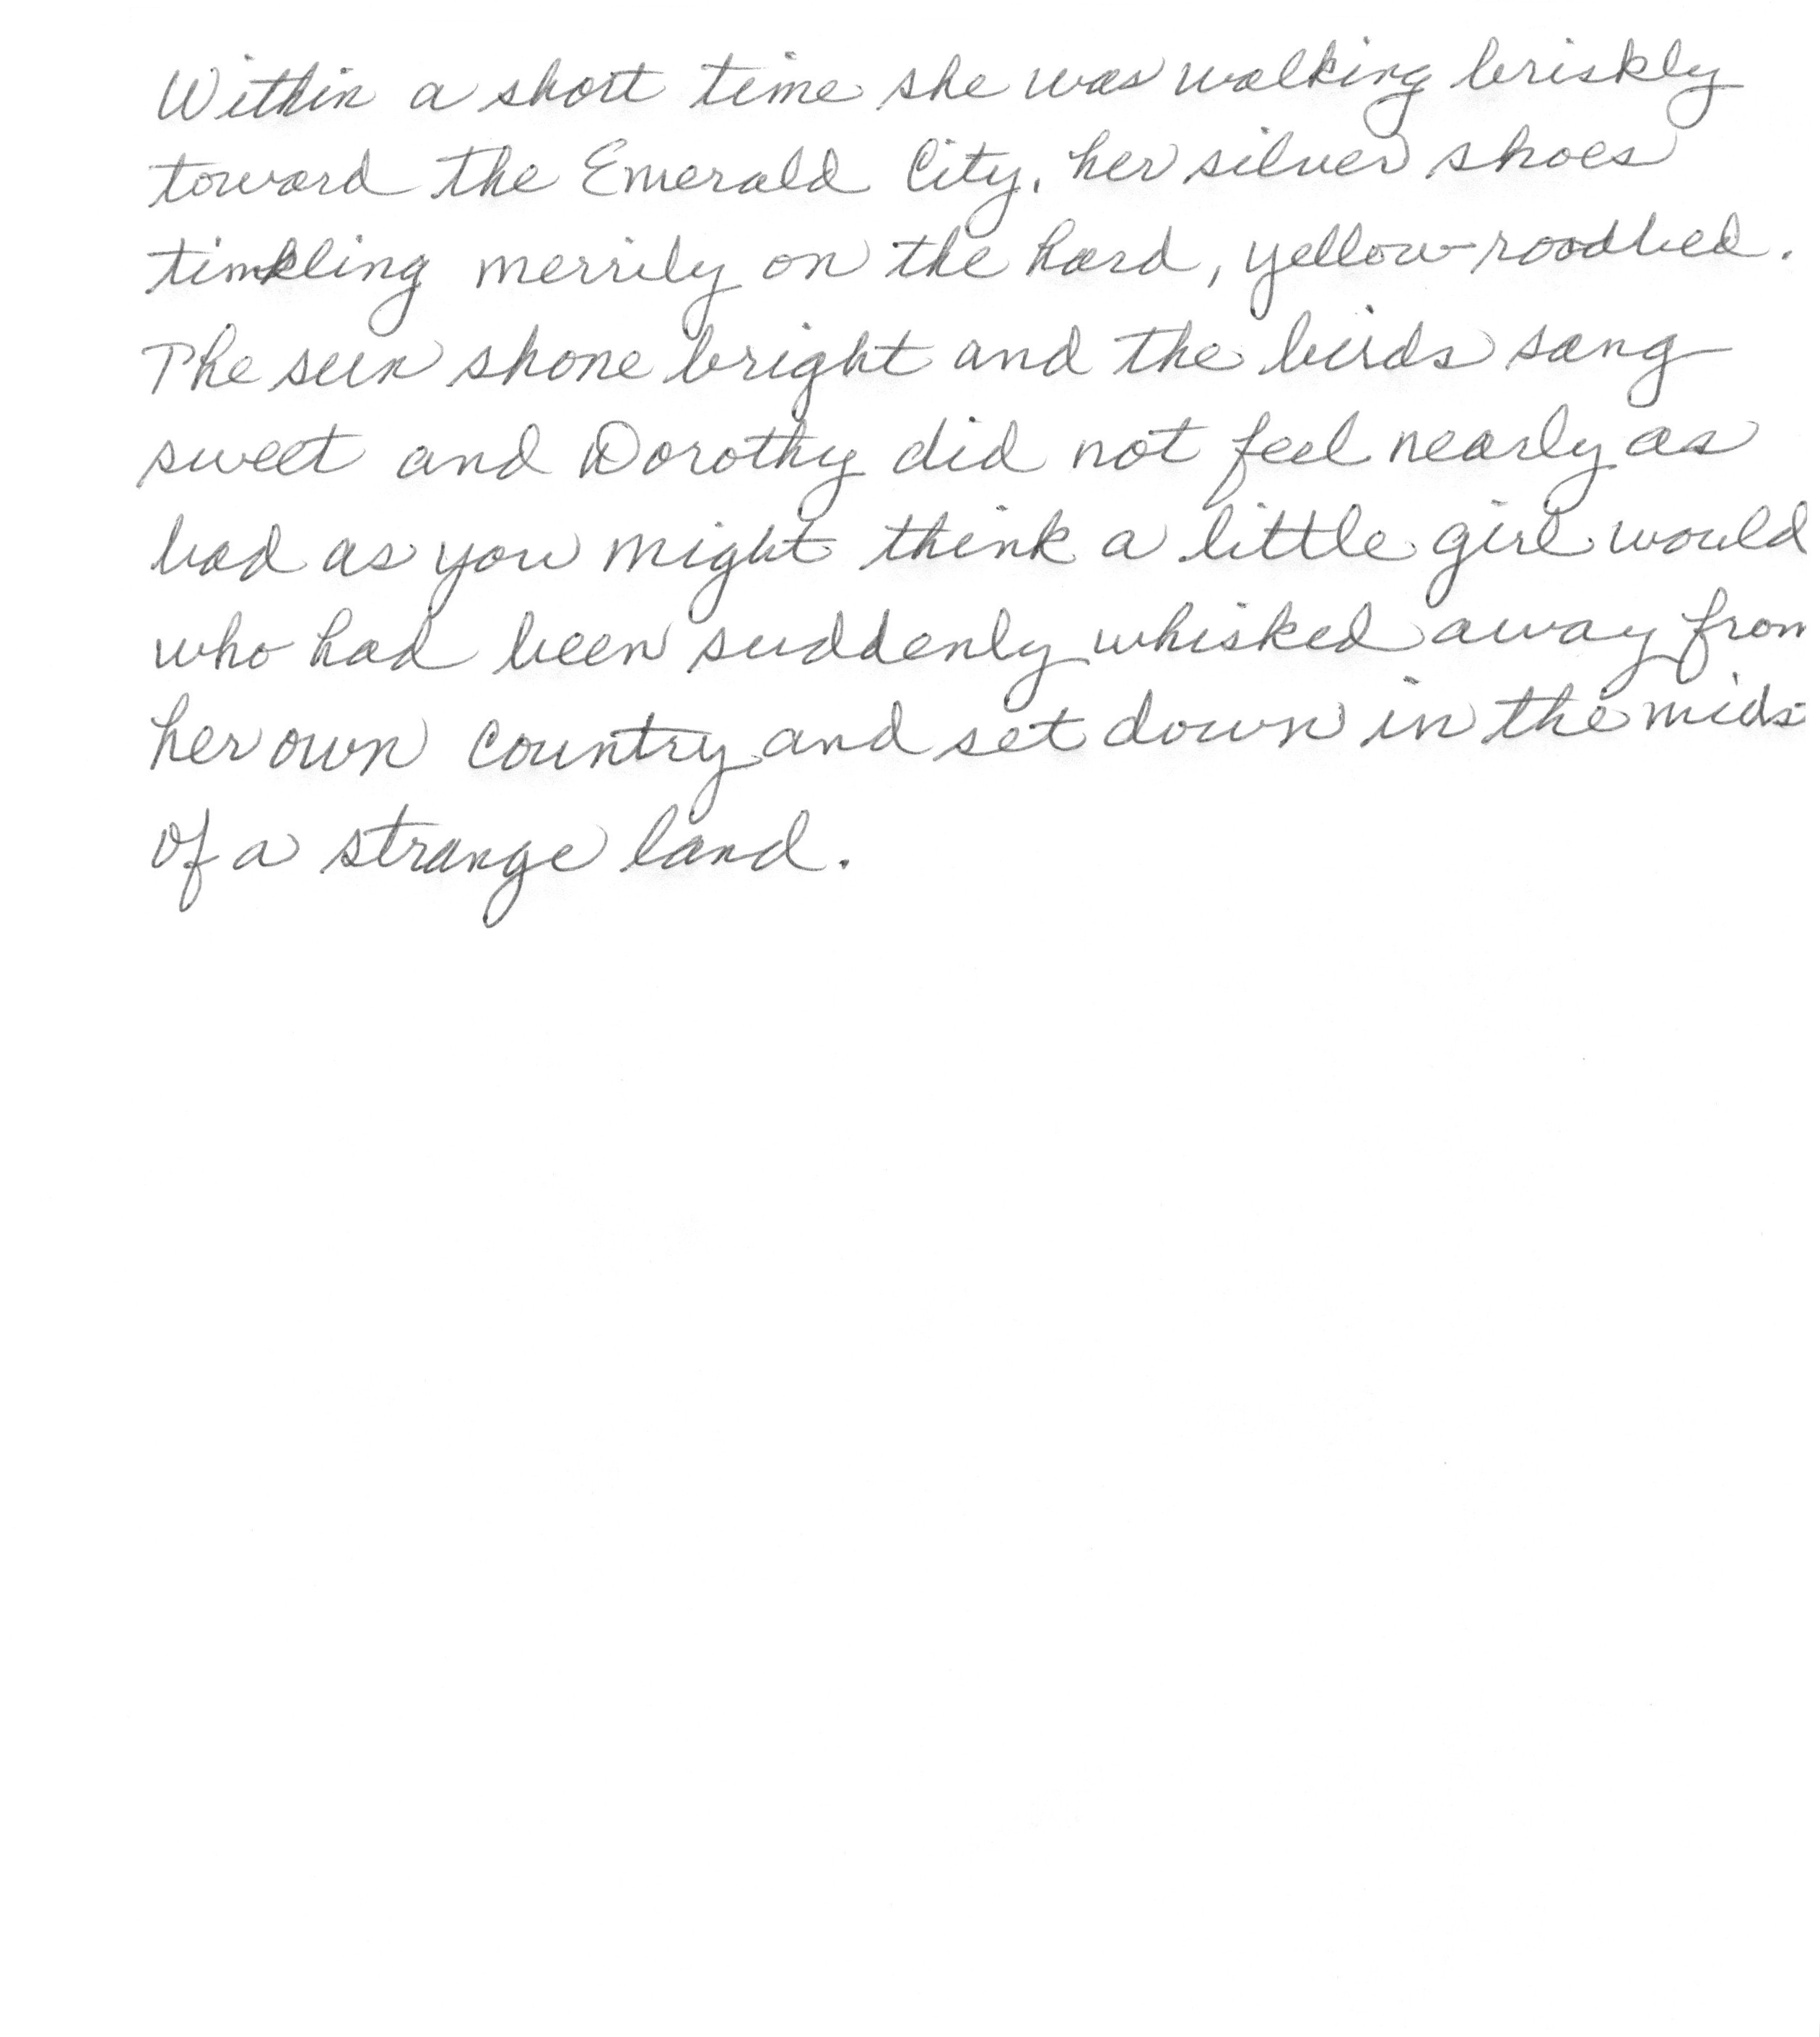 Within a short time she was walking briskly
toward the Emerald City, her silver shoes
tinkling merrily on the hard, yellow roadbed.
The sun shone bright and the birds sang
sweet and Dorothy did not feel nearly as
bad as you might think a little girl would
who had been suddenly whisked away from
her own country and set down in the mids
of a strange land.